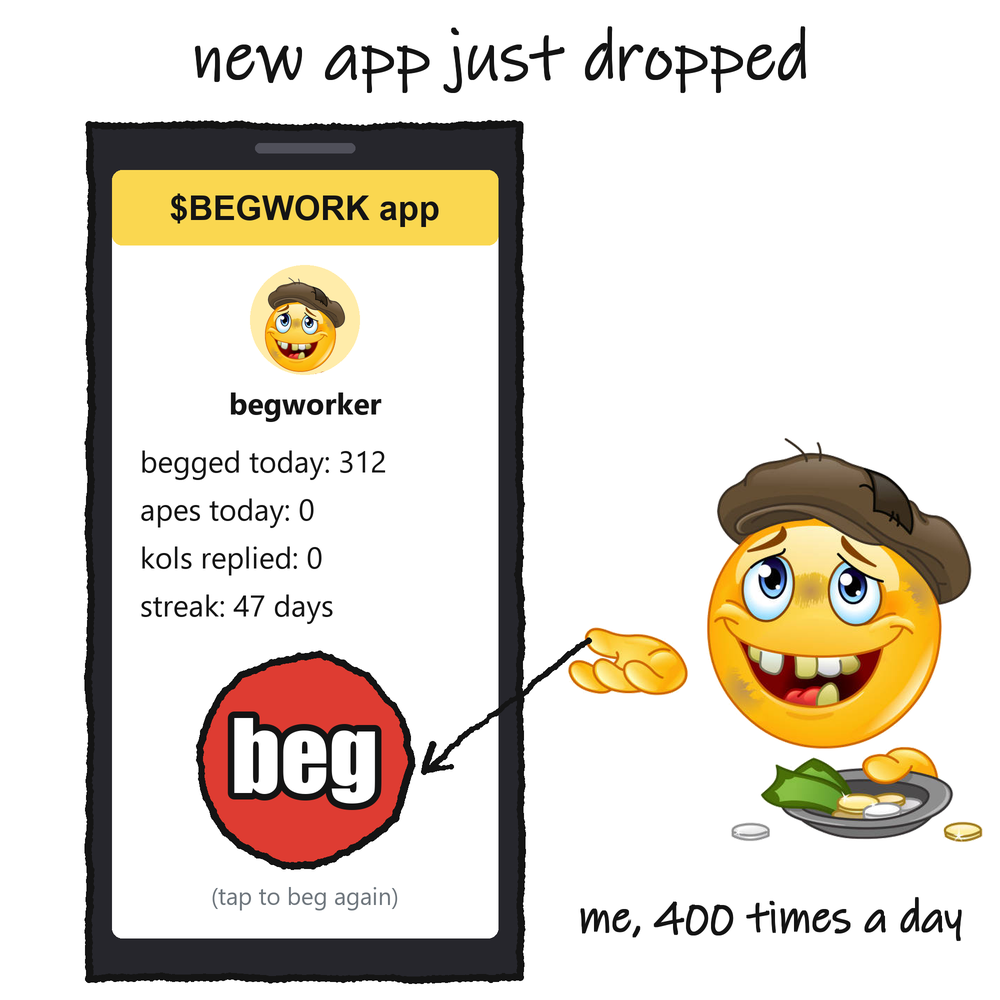 new app just dropped
$BEGWORK app
begworker
begged today: 312
apes today: 0
kols replied: 0
streak: 47 days
beg
(tap to beg again)
me, 400 times a day